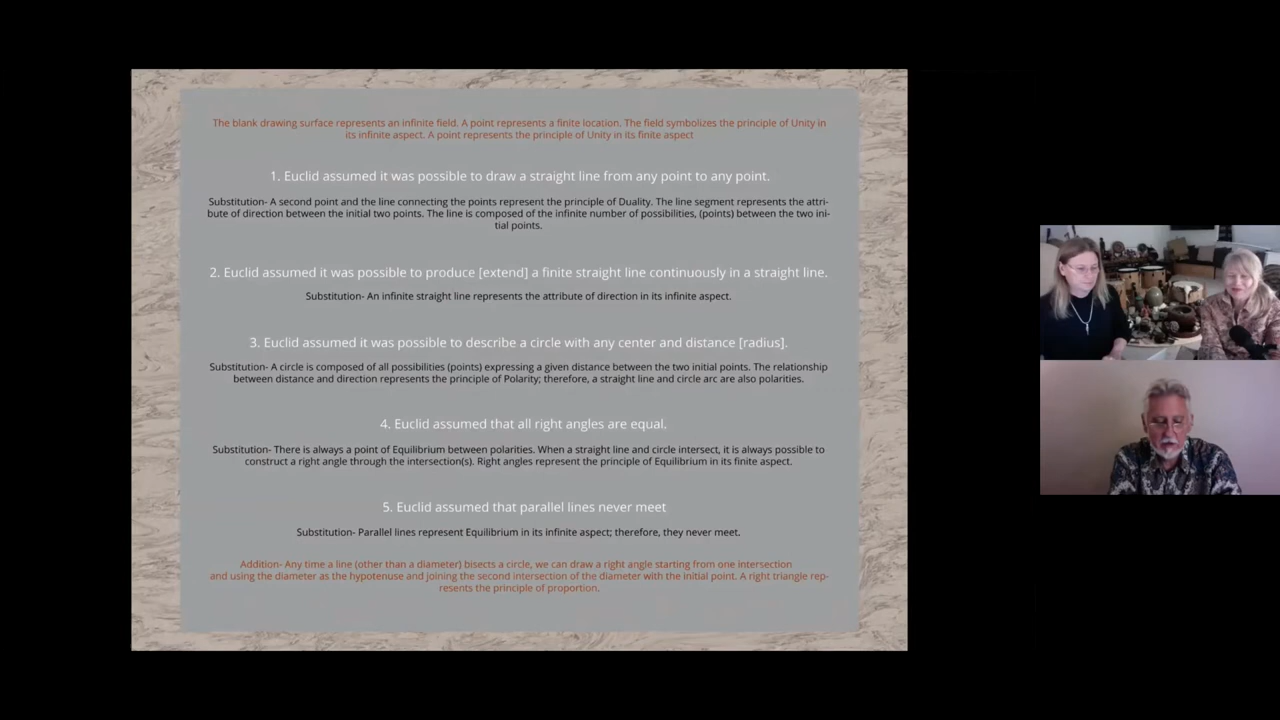 The blank drawing surface represents an infinite field. A point represents a finite location. The field symbolizes the principle of Unity in
its infinite aspect. A point represents the principle of Unity in its finite aspect
1. Euclid assumed it was possible to draw a straight line from any point to any point.
Substitution- A second point and the line connecting the points represent the principle of Duality. The line segment represents the attri-
bute of direction between the initial two points. The line is composed of the infinite number of possibilities, (points) between the two ini-
tial points.
2. Euclid assumed it was possible to produce [extend] a finite straight line continuously in a straight line.
Substitution- An infinite straight line represents the attribute of direction in its infinite aspect.
3. Euclid assumed it was possible to describe a circle with any center and distance [radius].
Substitution- A circle is composed of all possibilities (points) expressing a given distance between the two initial points. The relationship
between distance and direction represents the principle of Polarity; therefore, a straight line and circle arc are also polarities.
4. Euclid assumed that all right angles are equal.
Substitution- There is always a point of Equilibrium between polarities. When a straight line and circle intersect, it is always possible to
construct a right angle through the intersection(s). Right angles represent the principle of Equilibrium in its finite aspect.
5. Euclid assumed that parallel lines never meet
Substitution- Parallel lines represent Equilibrium in its infinite aspect; therefore, they never meet.
Addition- Any time a line (other than a diameter) bisects a circle, we can draw a right angle starting from one intersection
and using the diameter as the hypotenuse and joining the second intersection of the diameter with the initial point. A right triangle rep-
resents the principle of proportion.